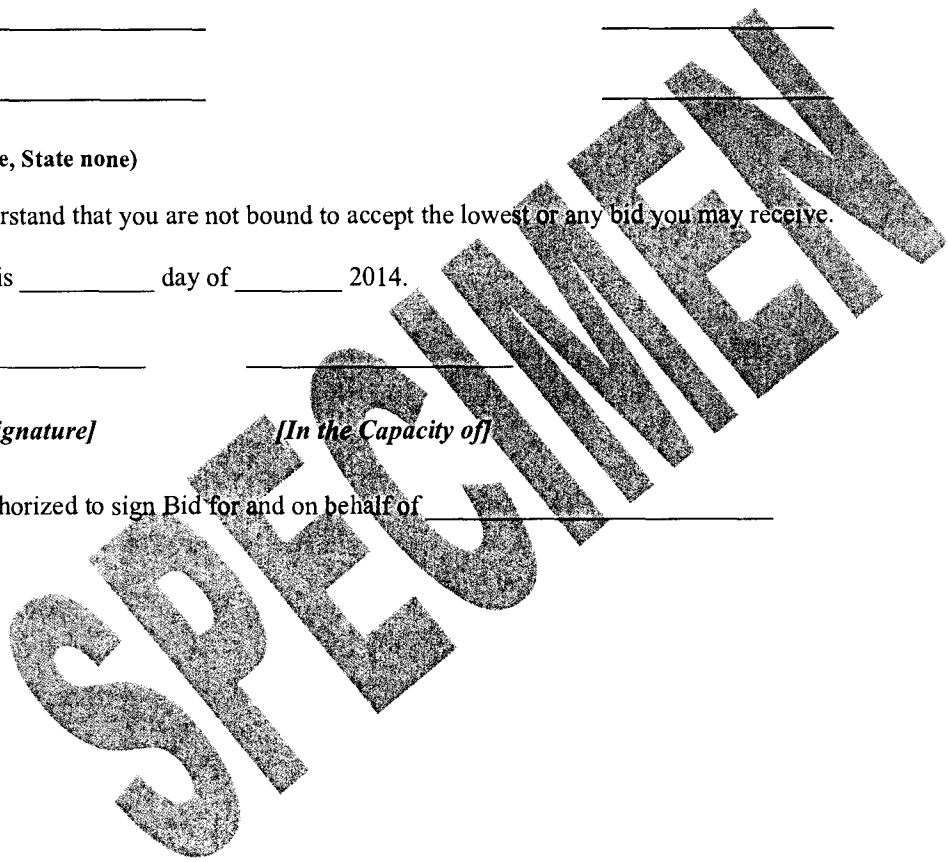 e, State none)
rstand that you are not bound to accept the lowest or any bid you may receive.
is __________ day of ________ 2014.
ignature] [In the Capacity of]
horized to sign Bid for and on behalf of __________________________
SPECIMEN